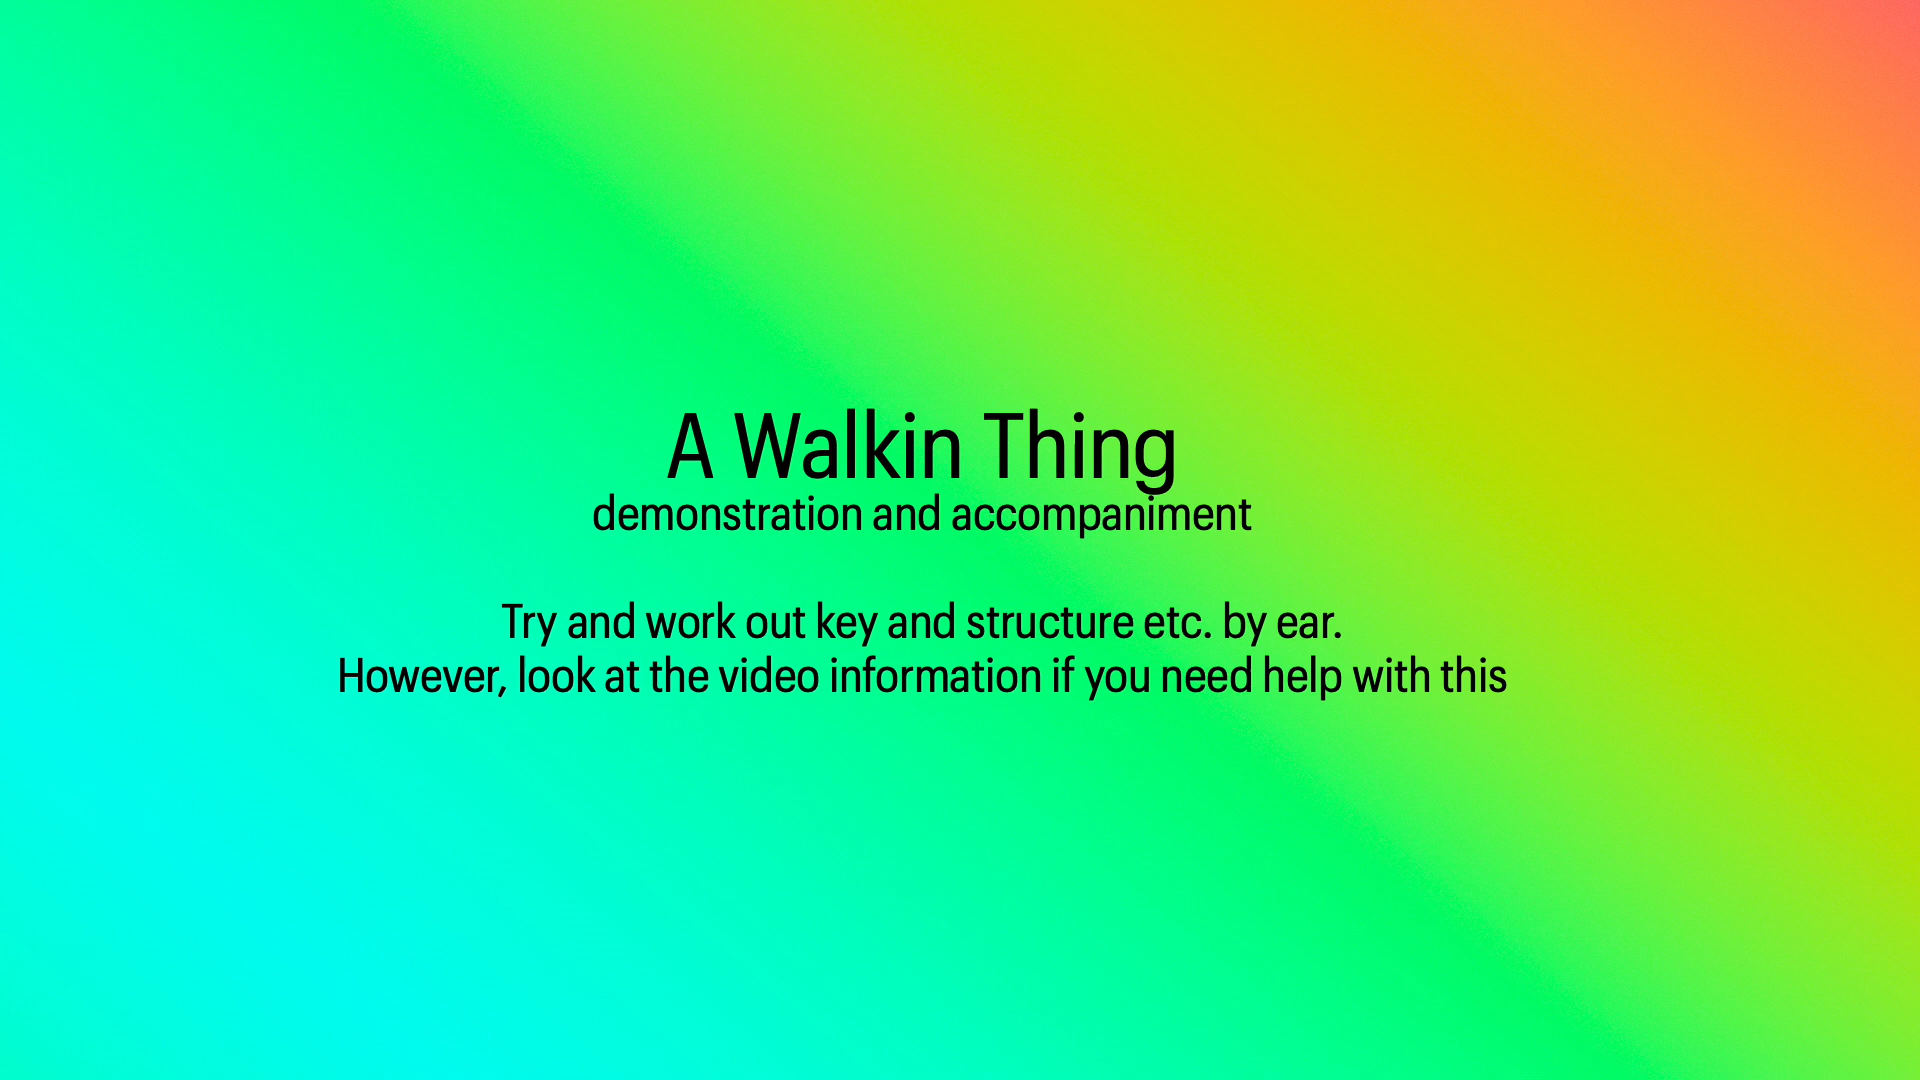 A Walkin Thing
demonstration and accompaniment
Try and work out key and structure etc. by ear.
However, look at the video information if you need help with this